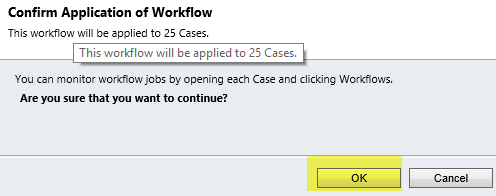 Confirm Application of Workflow
This workflow will be applied to 25 Cases.
This workflow will be applied to 25 Cases.
You can monitor workflow jobs by opening each Case and clicking Workflows.
Are you sure that you want to continue?
OK Cancel